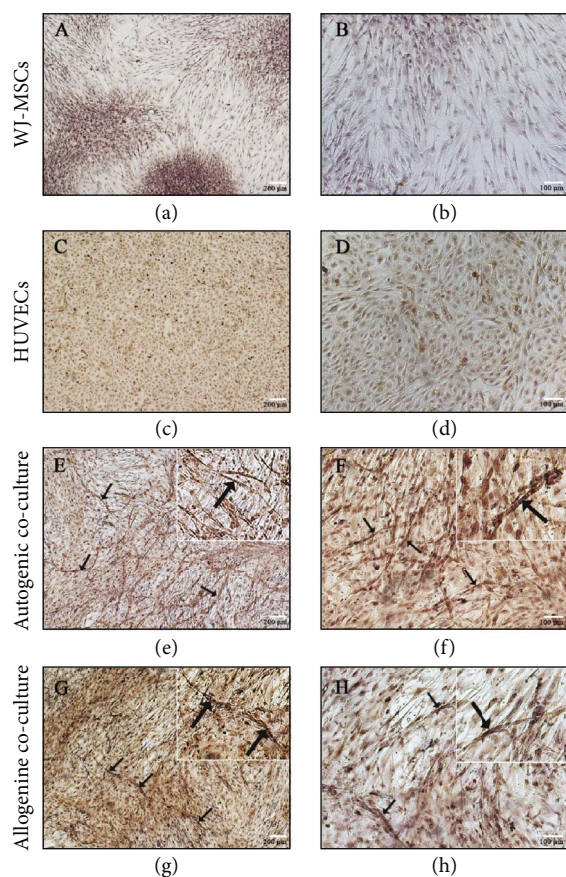 WJ-MSCs
A
200 µm
B
100 µm
(a)
(b)
HUVECs
C
200 µm
D
100 µm
(c)
(d)
Autogenic co-culture
E
200 µm
F
100 µm
(e)
(f)
Allogenine co-culture
G
200 µm
H
100 µm
(g)
(h)